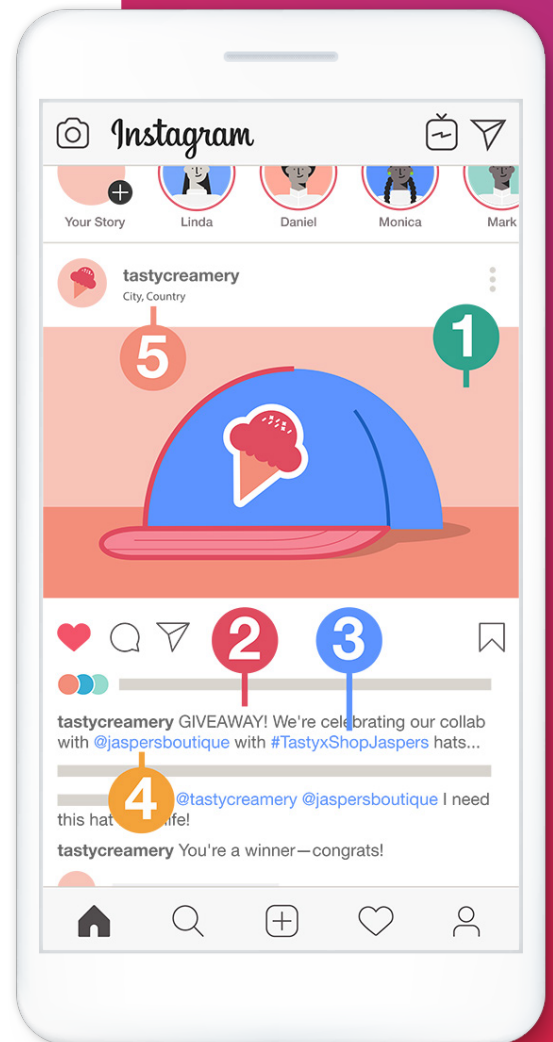 Instagram
Your Story Linda Daniel Monica Mark
tastycreamery
City, Country
1
5
2
3
tastycreamery GIVEAWAY! We're celebrating our collab
with @jaspersboutique with #TastyxShopJaspers hats...
4
@tastycreamery @jaspersboutique I need
this hat ife!
tastycreamery You're a winner—congrats!